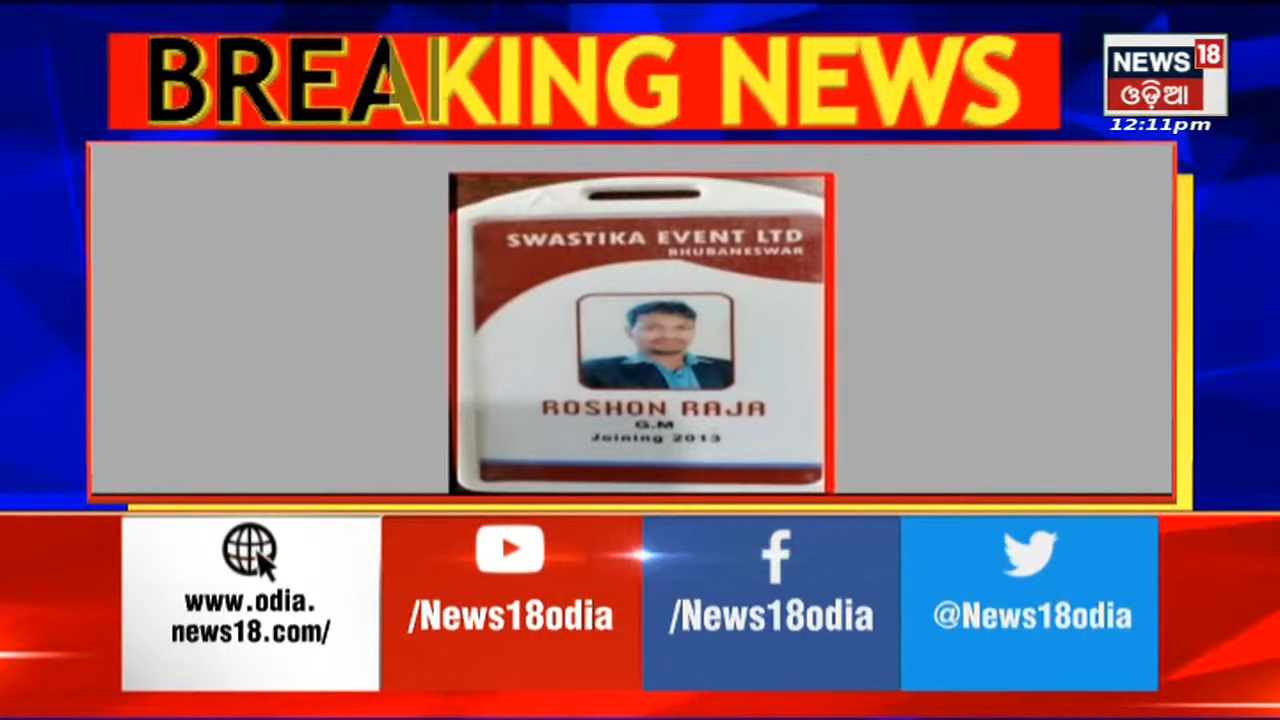 BREAKING NEWS
NEWS 18
ଓଡ଼ିଆ
12:11pm
SWASTIKA EVENT LTD
BHUBANESWAR
ROSHON RAJA
G.M
Joining 2013
www.odia.
news18.com/
/News18odia
/News18odia
@News18odia